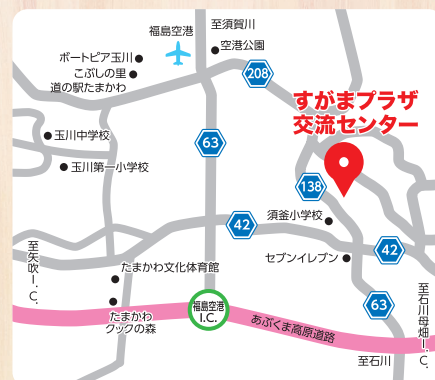 福島空港
至須賀川
空港公園
ボートピア玉川
こぶしの里
道の駅たまかわ
208
すがまプラザ
交流センター
玉川中学校
63
玉川第一小学校
138
須釜小学校
42
42
セブンイレブン
至矢吹I.C.
たまかわ文化体育館
63
至石川母畑I.C.
福島空港
I.C.
たまかわ
クックの森
あぶくま高原道路
至石川